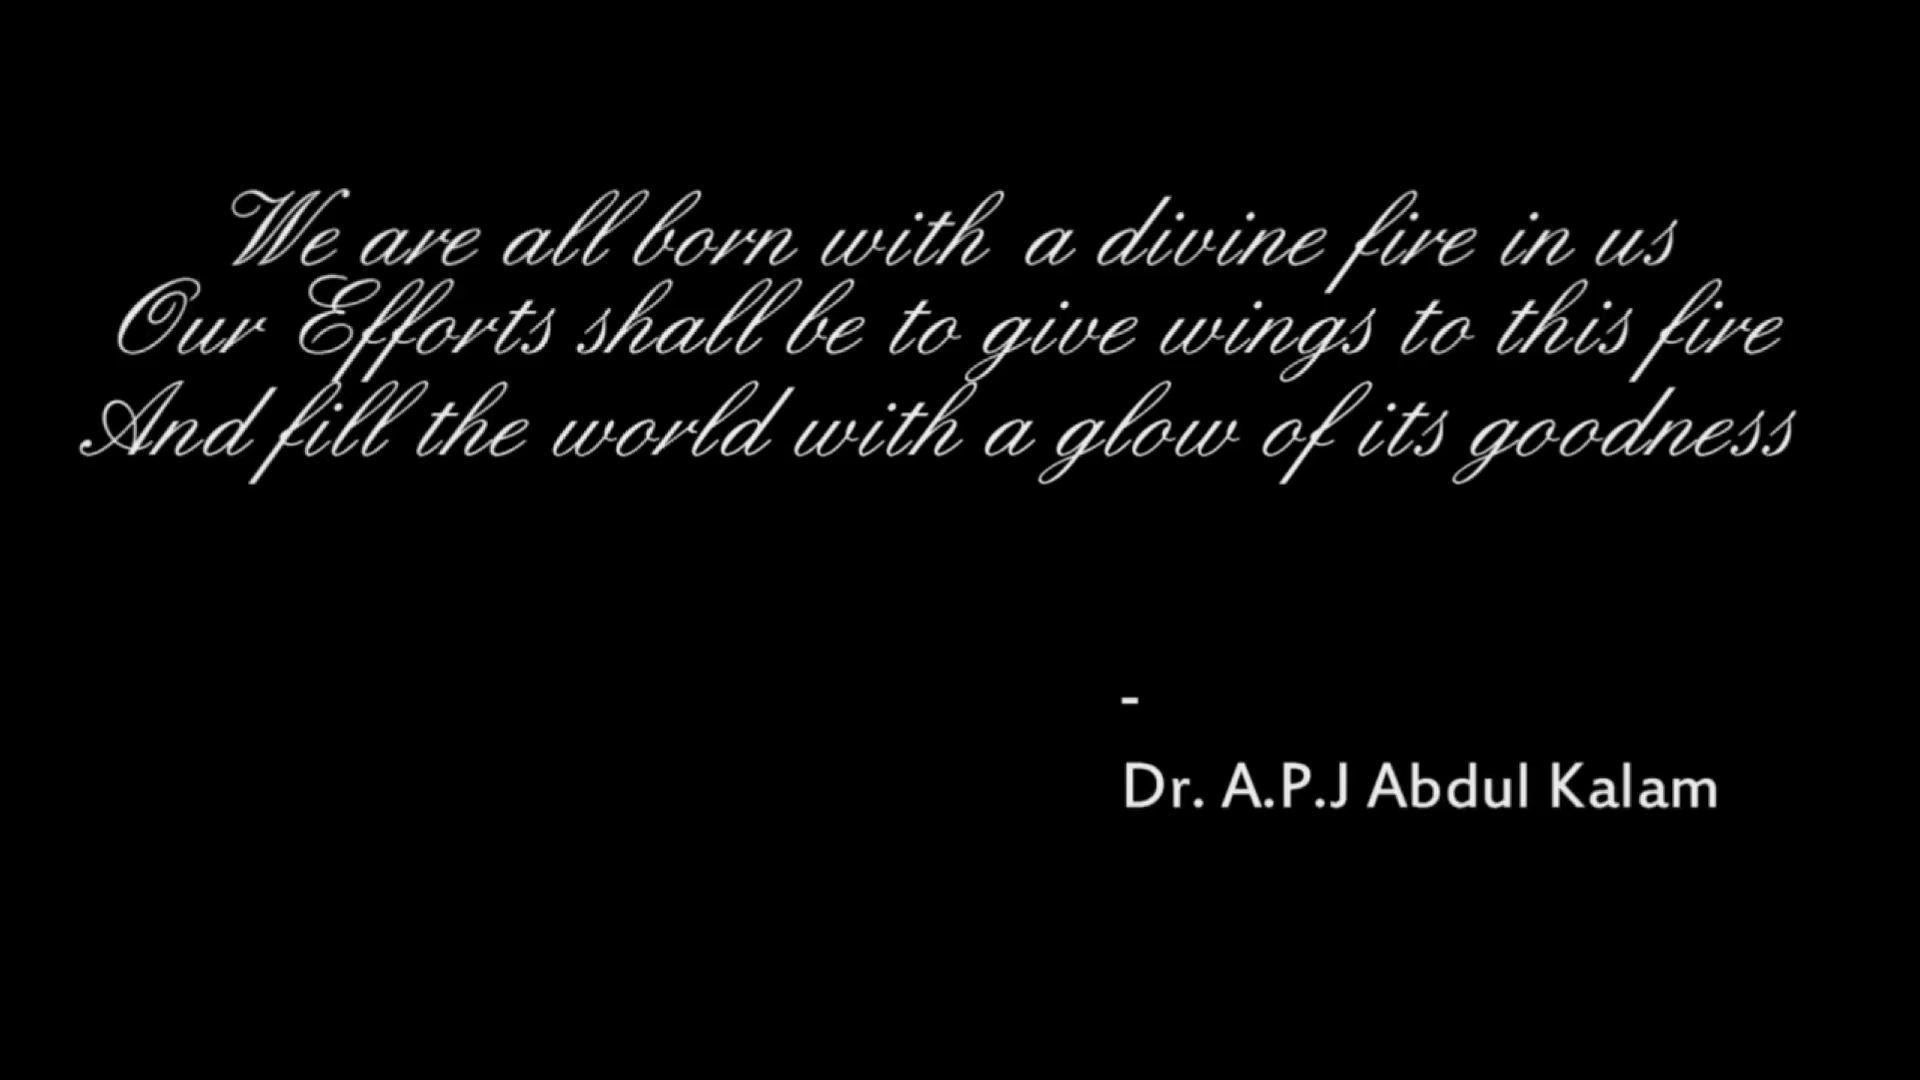 We are all born with a divine fire in us
Our Efforts shall be to give wings to this fire
And fill the world with a glow of its goodness
-
Dr. A.P.J Abdul Kalam